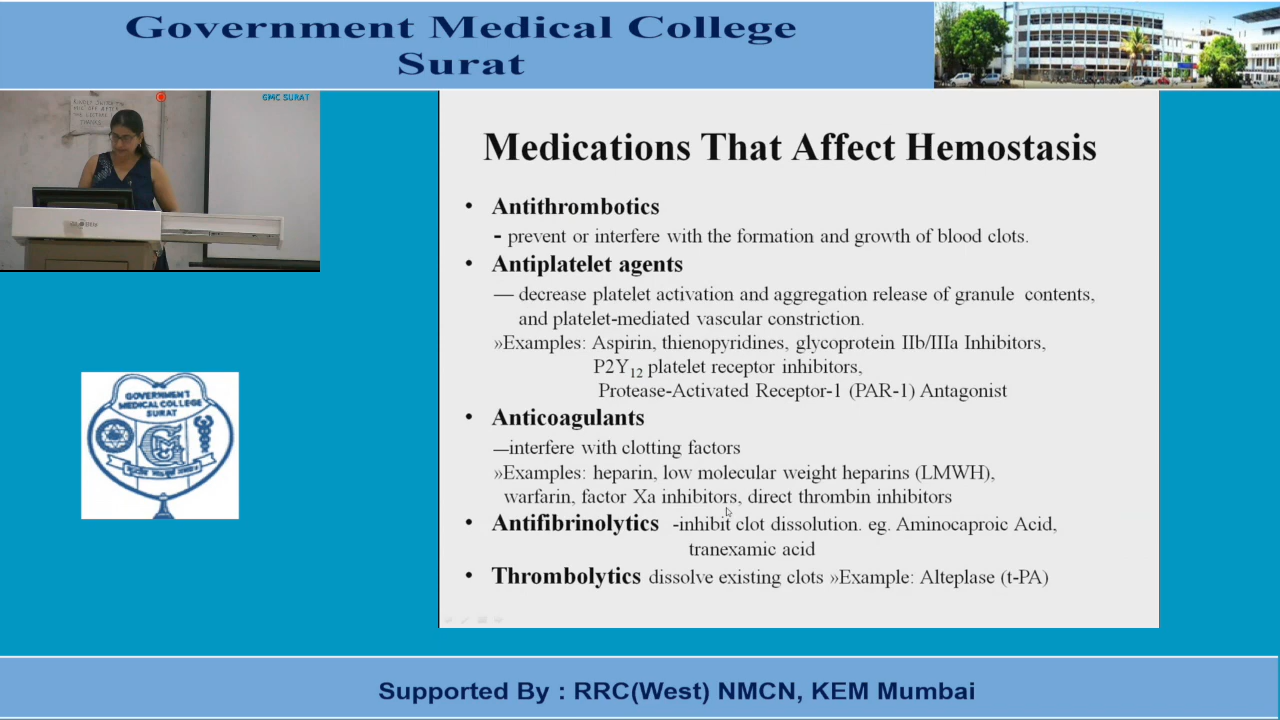 Government Medical College
Surat
GMC SURAT
Medications That Affect Hemostasis
• Antithrombotics
- prevent or interfere with the formation and growth of blood clots.
• Antiplatelet agents
— decrease platelet activation and aggregation release of granule contents,
and platelet-mediated vascular constriction.
»Examples: Aspirin, thienopyridines, glycoprotein IIb/IIIa Inhibitors,
P2Y12 platelet receptor inhibitors,
Protease-Activated Receptor-1 (PAR-1) Antagonist
• Anticoagulants
—interfere with clotting factors
»Examples: heparin, low molecular weight heparins (LMWH),
warfarin, factor Xa inhibitors, direct thrombin inhibitors
• Antifibrinolytics -inhibit clot dissolution. eg. Aminocaproic Acid,
tranexamic acid
• Thrombolytics dissolve existing clots »Example: Alteplase (t-PA)
GOVERNMENT
MEDICAL COLLEGE
SURAT
Supported By : RRC(West) NMCN, KEM Mumbai